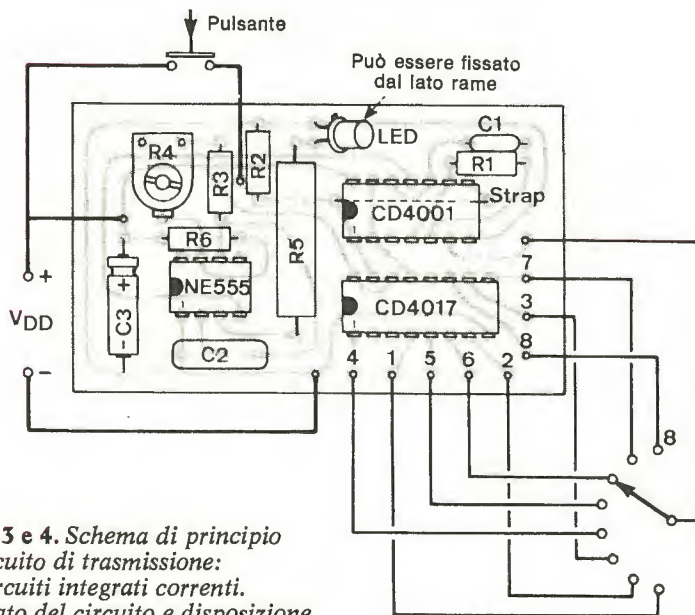 Pulsante
Può essere fissato
dal lato rame
LED
C1
R4
R3
R2
R1
Strap
CD4001
R6
R5
+
NE555
7
VDD
+
C3
CD4017
3
-
8
C2
-
4 1 5 6 2
8
3 e 4. Schema di principio
cuito di trasmissione:
rcuiti integrati correnti.
ato del circuito e disposizione